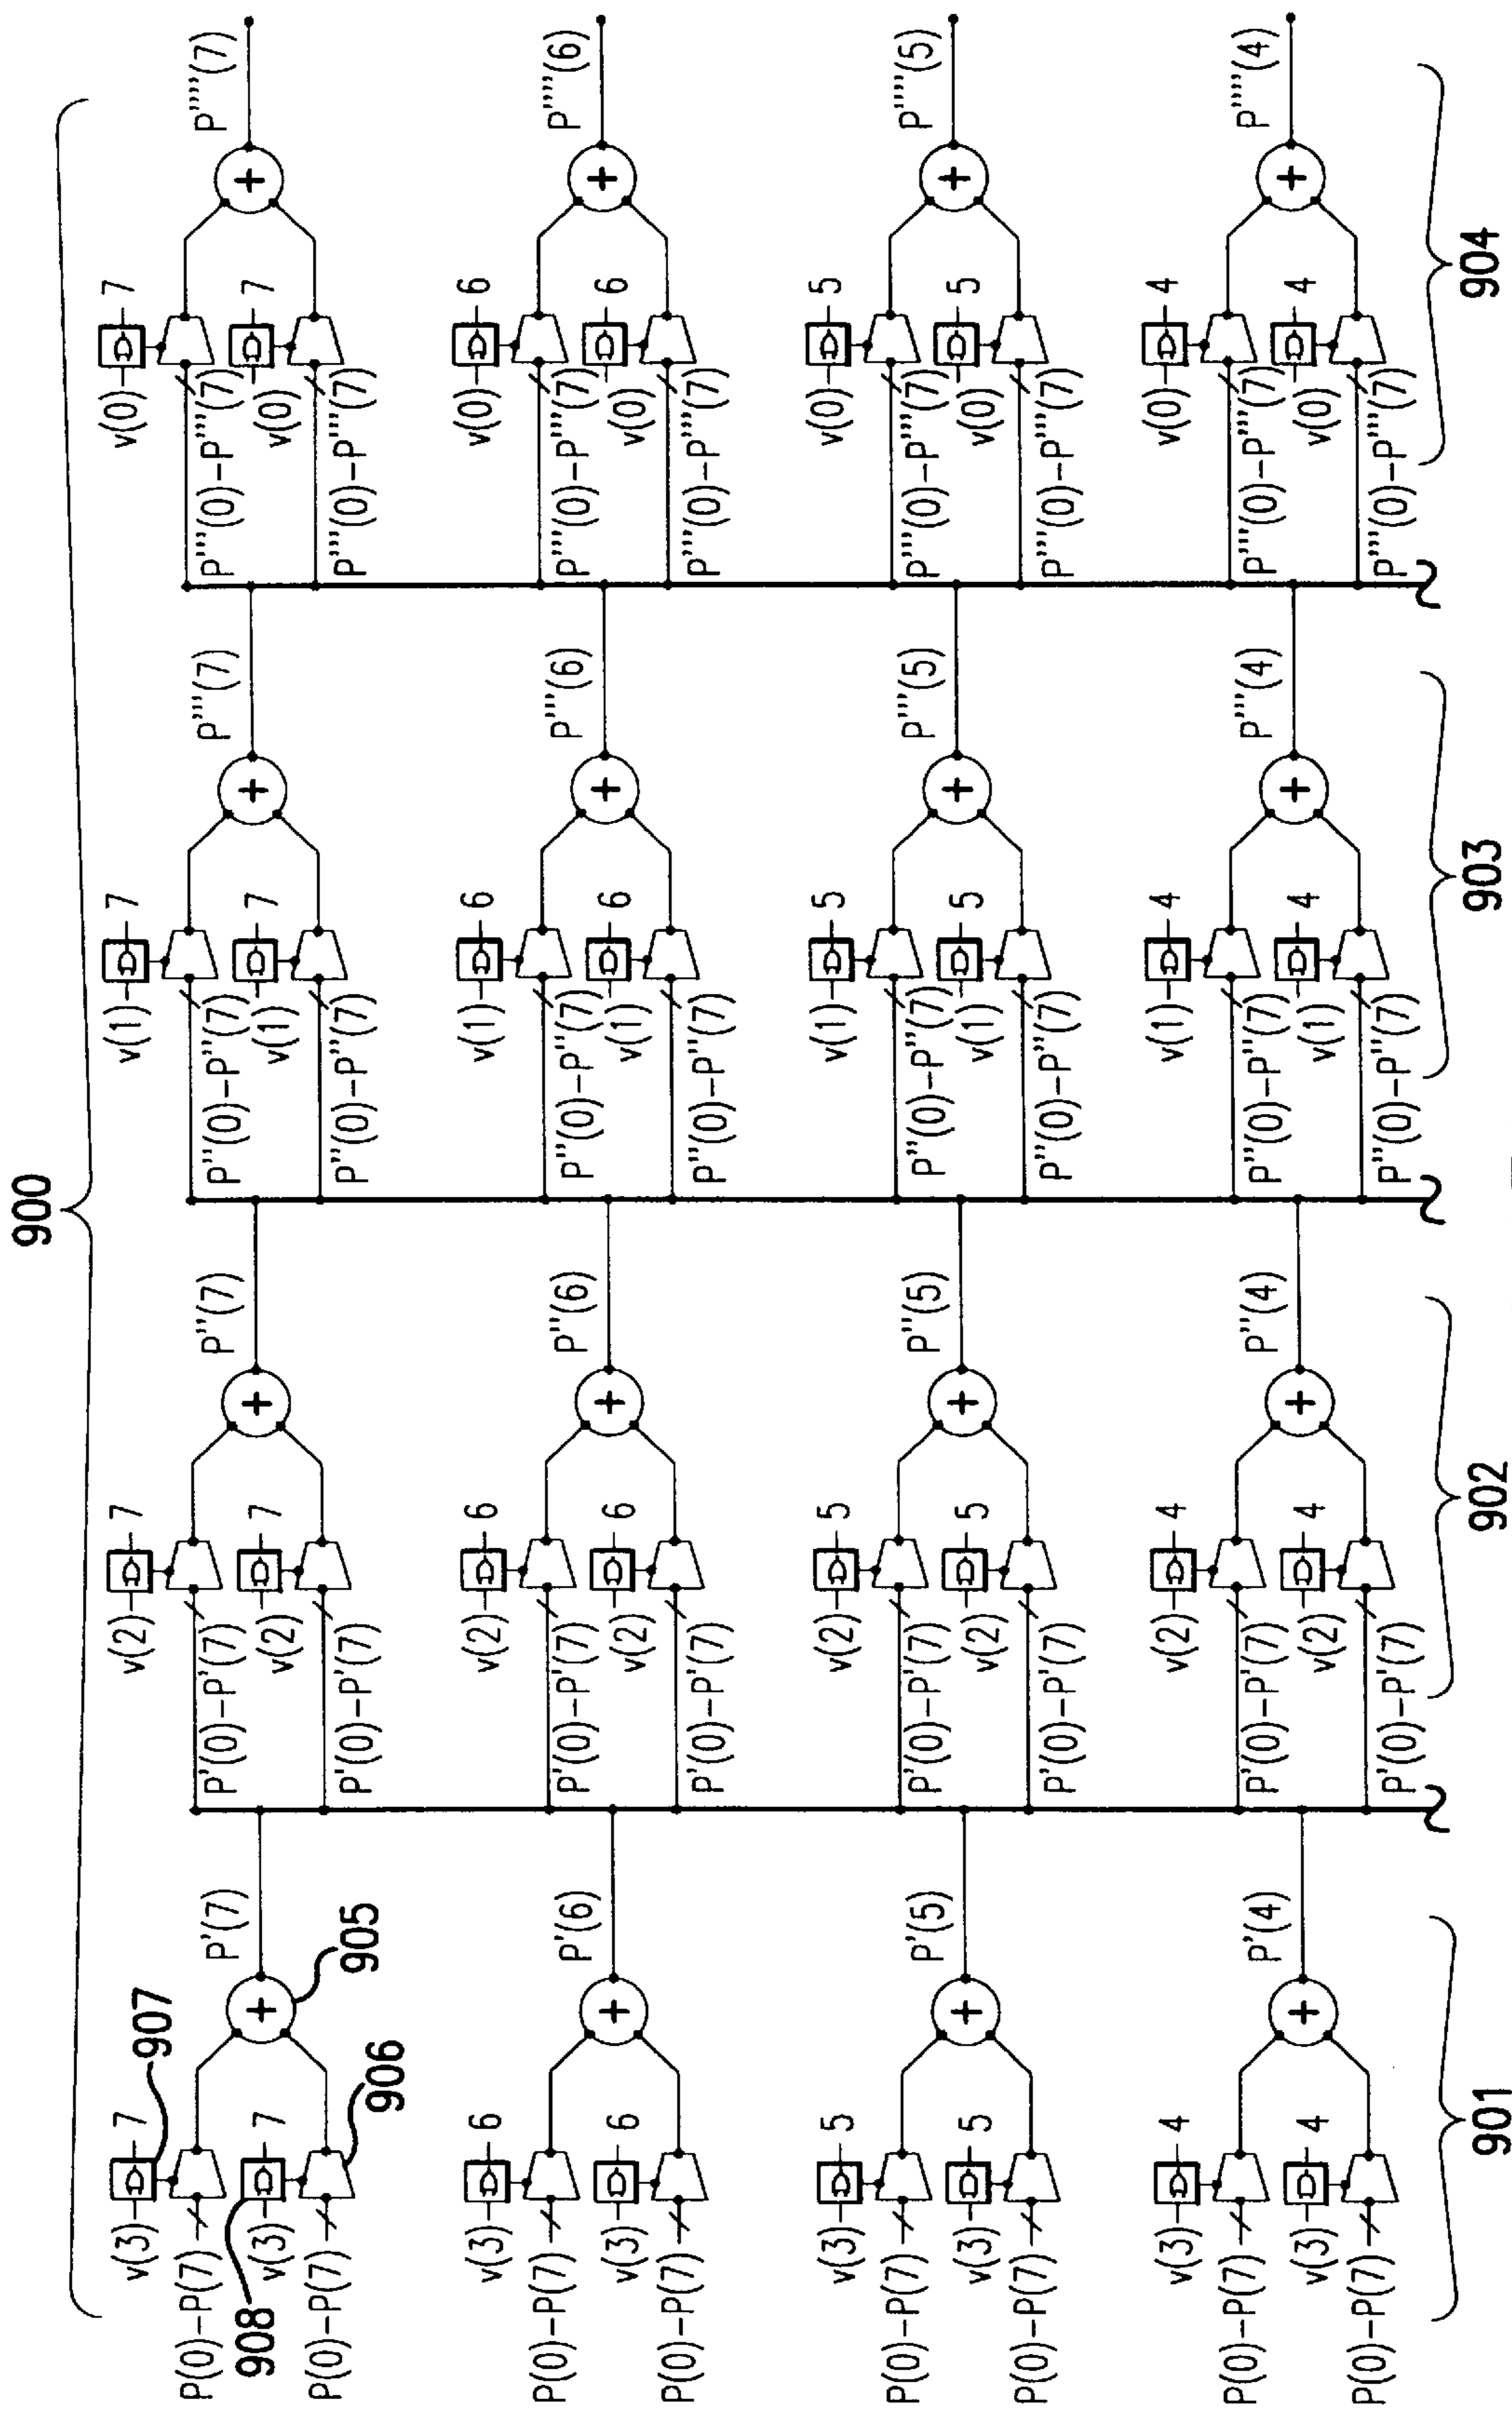 900
907
v(3) 7 v(2) 7 v(1) 7 v(0) 7
P(0)–P(7) P'(7) P'(0)–P'(7) P''(7) P''(0)–P''(7) P'''(7) P'''(0)–P'''(7) P''''(7)
908 v(3) 7 905 v(2) 7 v(1) 7 v(0) 7
P(0)–P(7) 906 P'(0)–P'(7) P''(0)–P''(7) P'''(0)–P'''(7)
v(3) 6 v(2) 6 v(1) 6 v(0) 6
P(0)–P(7) P'(6) P'(0)–P'(7) P''(6) P''(0)–P''(7) P'''(6) P'''(0)–P'''(7) P''''(6)
v(3) 6 v(2) 6 v(1) 6 v(0) 6
P(0)–P(7) P'(0)–P'(7) P''(0)–P''(7) P'''(0)–P'''(7)
v(3) 5 v(2) 5 v(1) 5 v(0) 5
P(0)–P(7) P'(5) P'(0)–P'(7) P''(5) P''(0)–P''(7) P'''(5) P'''(0)–P'''(7) P''''(5)
v(3) 5 v(2) 5 v(1) 5 v(0) 5
P(0)–P(7) P'(0)–P'(7) P''(0)–P''(7) P'''(0)–P'''(7)
v(3) 4 v(2) 4 v(1) 4 v(0) 4
P(0)–P(7) P'(4) P'(0)–P'(7) P''(4) P''(0)–P''(7) P'''(4) P'''(0)–P'''(7) P''''(4)
v(3) 4 v(2) 4 v(1) 4 v(0) 4
P(0)–P(7) P'(0)–P'(7) P''(0)–P''(7) P'''(0)–P'''(7)
901 902 903 904